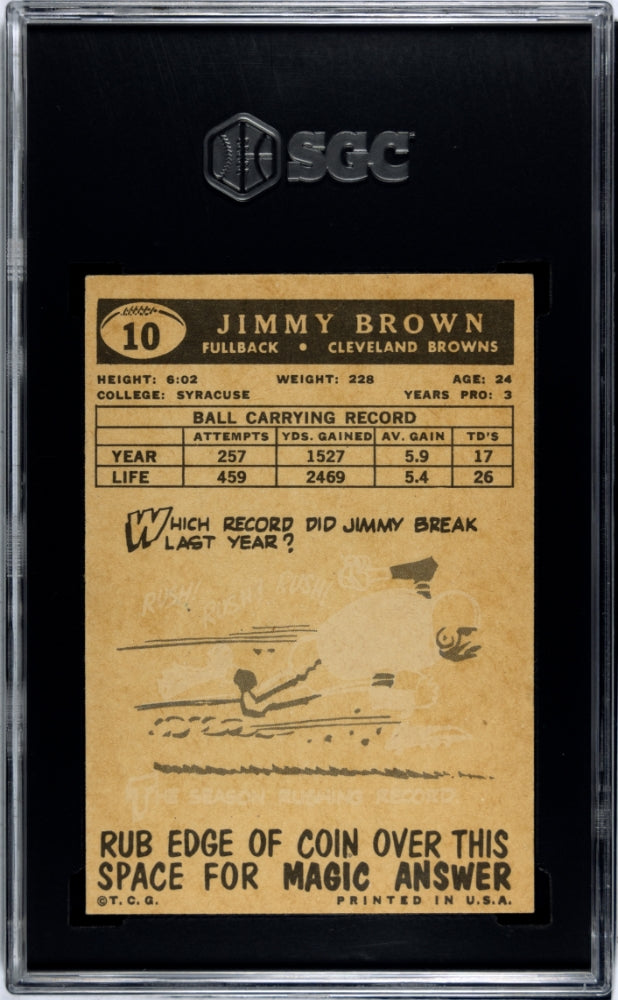 SGC
10
JIMMY BROWN
FULLBACK • CLEVELAND BROWNS
HEIGHT: 6:02 WEIGHT: 228 AGE: 24
COLLEGE: SYRACUSE YEARS PRO: 3
BALL CARRYING RECORD
ATTEMPTS YDS. GAINED AV. GAIN TD'S
YEAR 257 1527 5.9 17
LIFE 459 2469 5.4 26
WHICH RECORD DID JIMMY BREAK
LAST YEAR?
RUSH! RUSH! RUSH!
THE SEASON RUSHING RECORD.
RUB EDGE OF COIN OVER THIS
SPACE FOR MAGIC ANSWER
©T.C.G. PRINTED IN U.S.A.